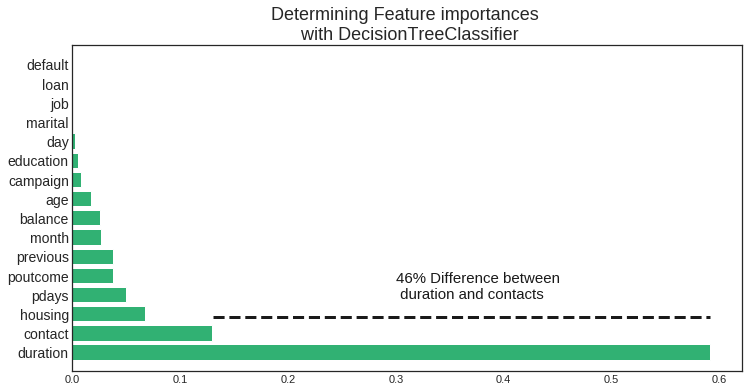 Determining Feature importances
with DecisionTreeClassifier
default
loan
job
marital
day
education
campaign
age
balance
month
previous
poutcome
pdays
housing
contact
duration
46% Difference between
duration and contacts
0.0 0.1 0.2 0.3 0.4 0.5 0.6